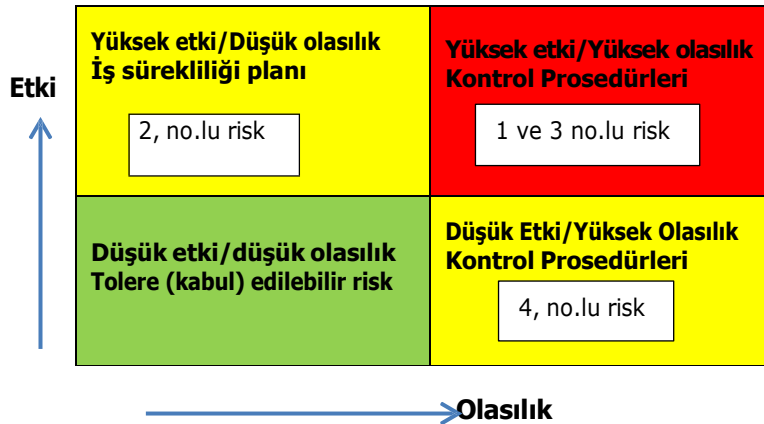 Etki
Yüksek etki/Düşük olasılık
İş sürekliliği planı
2, no.lu risk
Yüksek etki/Yüksek olasılık
Kontrol Prosedürleri
1 ve 3 no.lu risk
Düşük etki/düşük olasılık
Tolere (kabul) edilebilir risk
Düşük Etki/Yüksek Olasılık
Kontrol Prosedürleri
4, no.lu risk
Olasılık